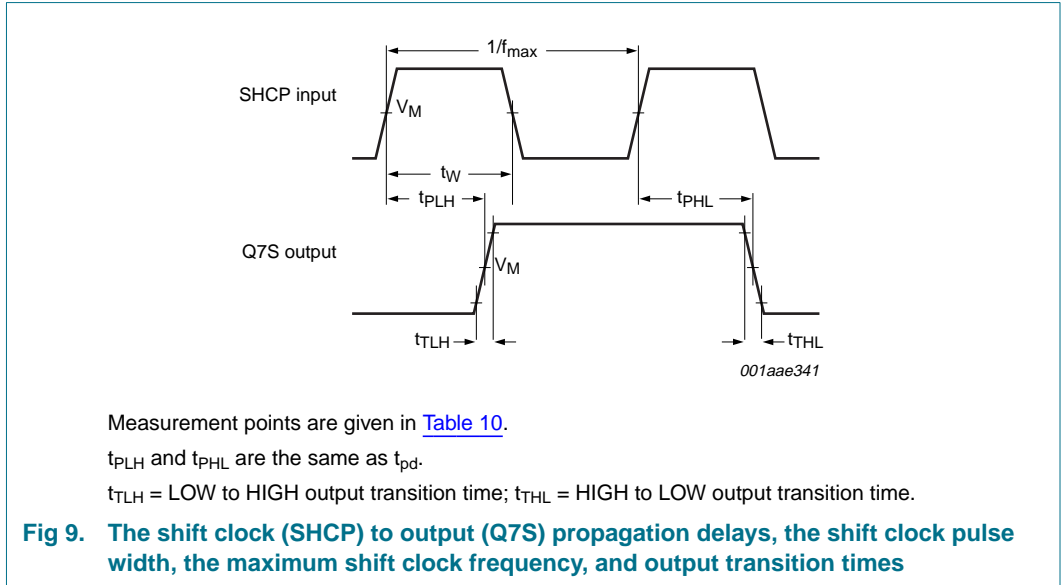 1/fmax
SHCP input
VM
tW
tPLH
tPHL
Q7S output
VM
tTLH
tTHL
001aae341
Measurement points are given in Table 10.
tPLH and tPHL are the same as tpd.
tTLH = LOW to HIGH output transition time; tTHL = HIGH to LOW output transition time.
Fig 9. The shift clock (SHCP) to output (Q7S) propagation delays, the shift clock pulse
width, the maximum shift clock frequency, and output transition times